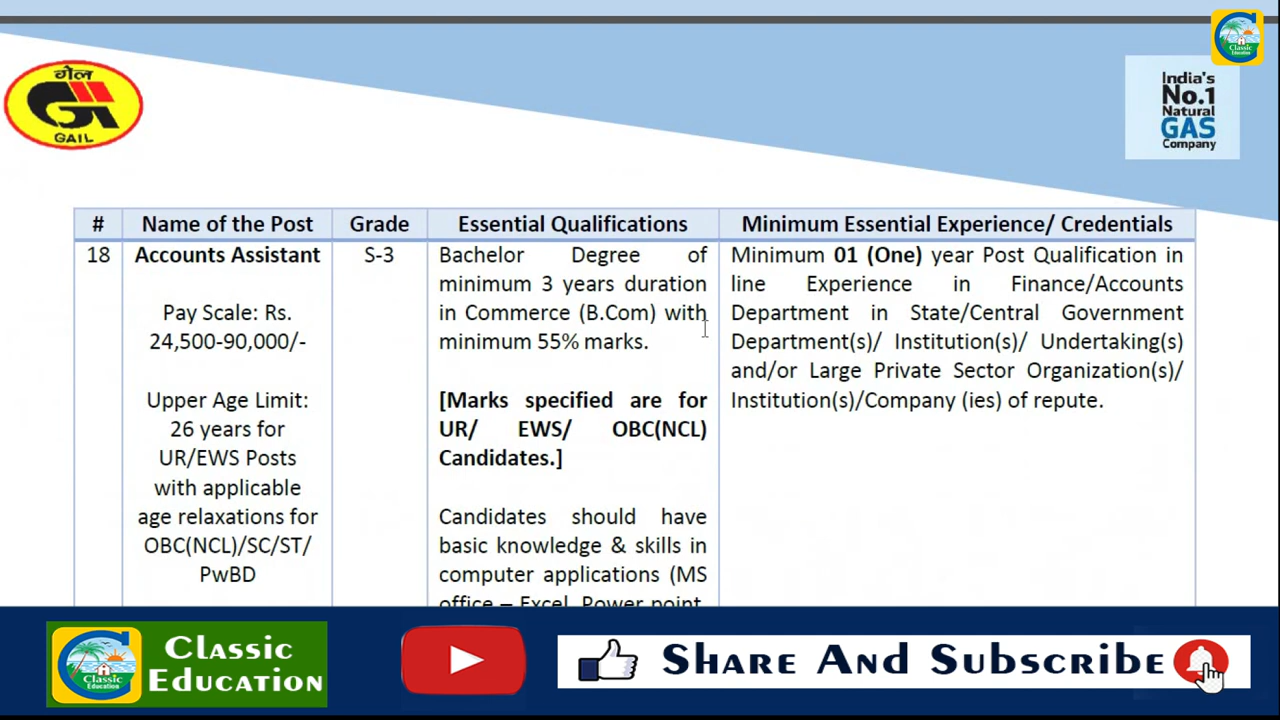 Classic
Education
गेल
GAIL
India's
No.1
Natural
GAS
Company
# Name of the Post Grade Essential Qualifications Minimum Essential Experience/ Credentials
18
Accounts Assistant
Pay Scale: Rs.
24,500-90,000/-
Upper Age Limit:
26 years for
UR/EWS Posts
with applicable
age relaxations for
OBC(NCL)/SC/ST/
PwBD
S-3
Bachelor Degree of
minimum 3 years duration
in Commerce (B.Com) with
minimum 55% marks.
[Marks specified are for
UR/ EWS/ OBC(NCL)
Candidates.]
Candidates should have
basic knowledge & skills in
computer applications (MS
office – Excel, Power point,
Minimum 01 (One) year Post Qualification in
line Experience in Finance/Accounts
Department in State/Central Government
Department(s)/ Institution(s)/ Undertaking(s)
and/or Large Private Sector Organization(s)/
Institution(s)/Company (ies) of repute.
Classic
Education
Classic
Education
Share And Subscribe